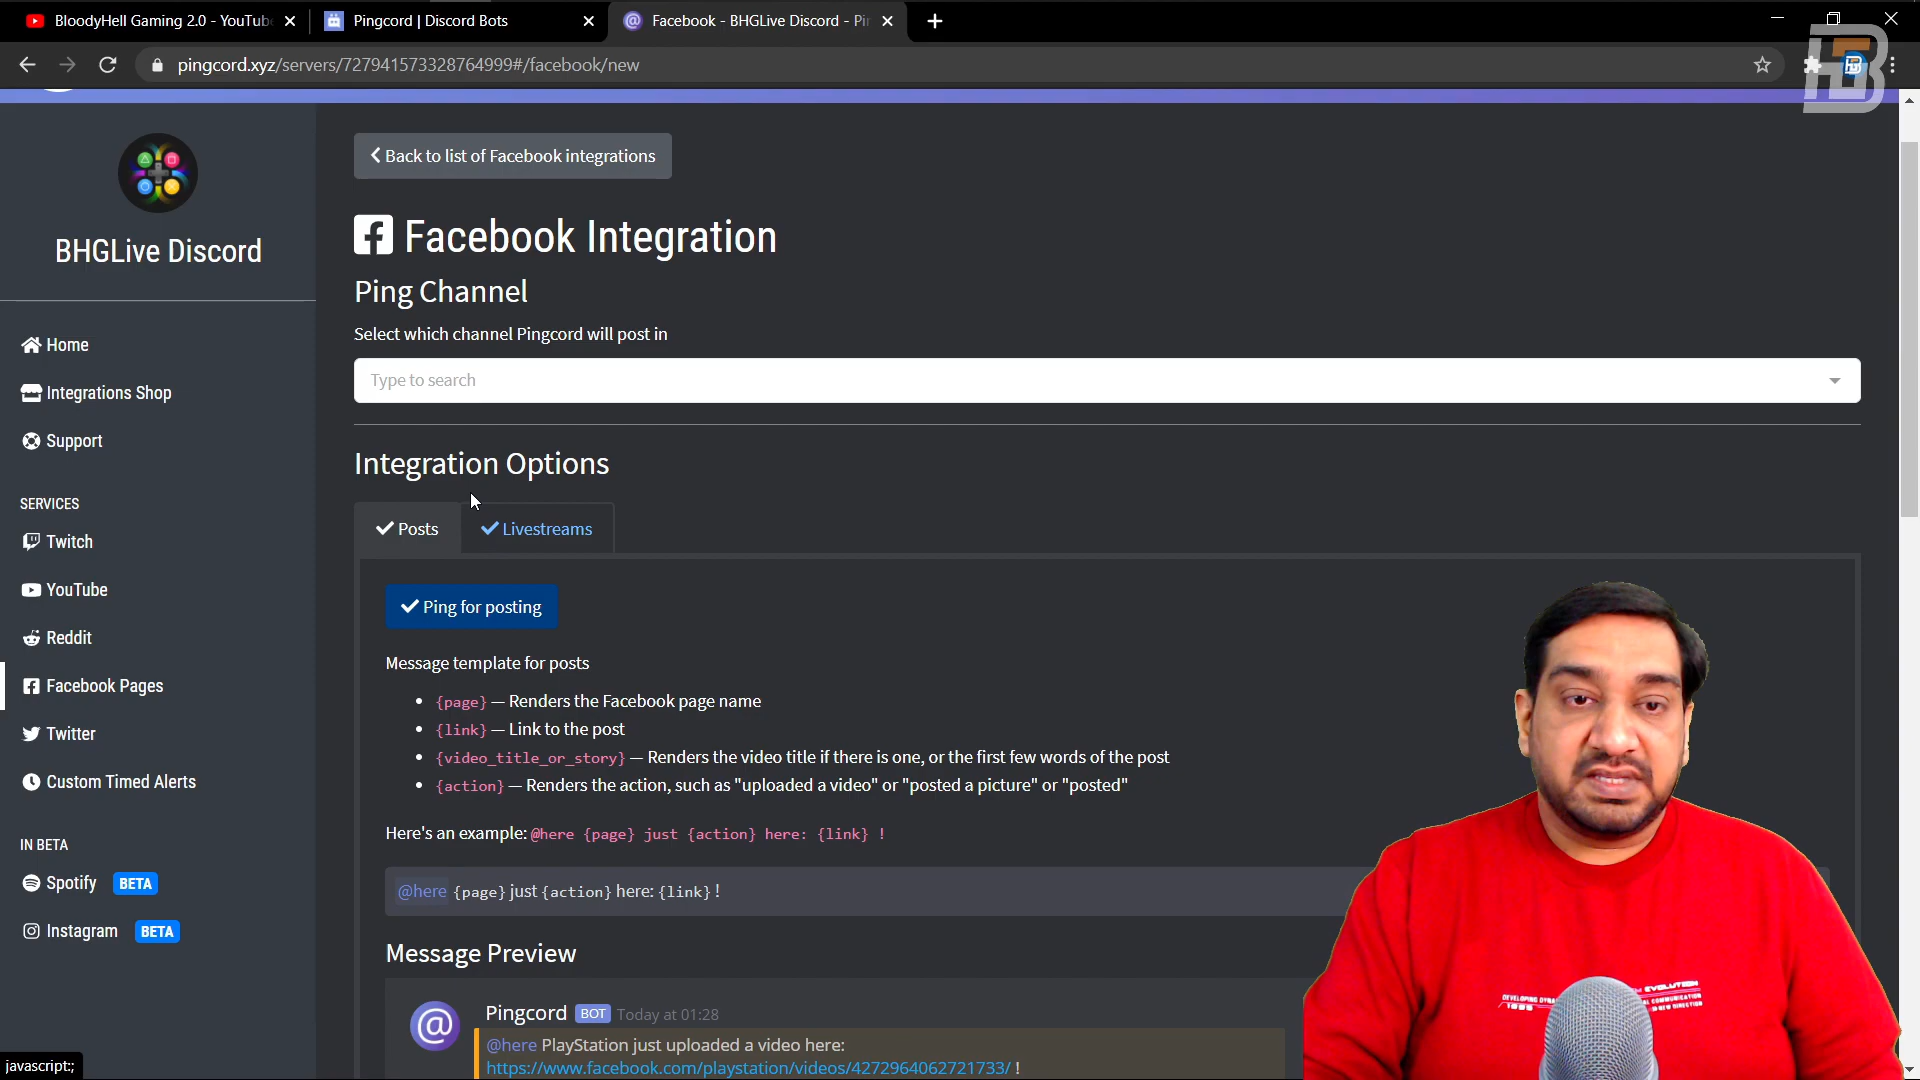 BloodyHell Gaming 2.0 - YouTub
Pingcord | Discord Bots
Facebook - BHGLive Discord - Pi
pingcord.xyz/servers/727941573328764999#/facebook/new
BHGLive Discord
Home
Integrations Shop
Support
SERVICES
Twitch
YouTube
Reddit
Facebook Pages
Twitter
Custom Timed Alerts
IN BETA
Spotify BETA
Instagram BETA
javascript:;
Back to list of Facebook integrations
Facebook Integration
Ping Channel
Select which channel Pingcord will post in
Type to search
Integration Options
Posts
Livestreams
Ping for posting
Message template for posts
{page} — Renders the Facebook page name
{link} — Link to the post
{video_title_or_story} — Renders the video title if there is one, or the first few words of the post
{action} — Renders the action, such as "uploaded a video" or "posted a picture" or "posted"
Here's an example: @here {page} just {action} here: {link} !
@here {page} just {action} here: {link} !
Message Preview
Pingcord BOT Today at 01:28
@here PlayStation just uploaded a video here:
https://www.facebook.com/playstation/videos/4272964062721733/ !